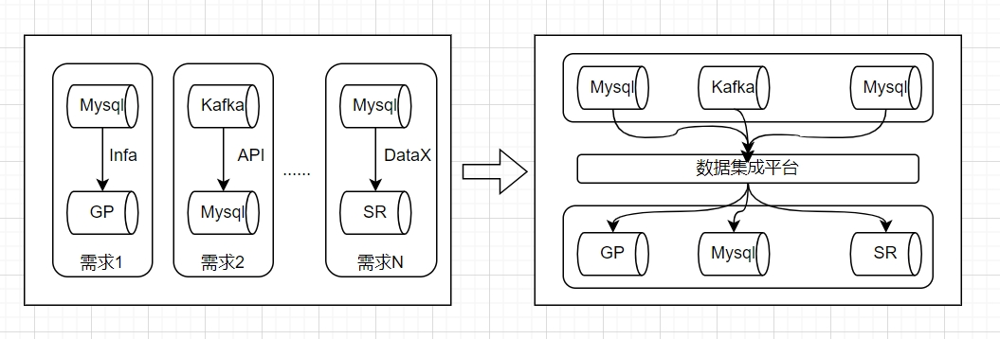 Mysql
Kafka
Mysql
Infa
API
DataX
......
GP
Mysql
SR
需求1
需求2
需求N
Mysql
Kafka
Mysql
数据集成平台
GP
Mysql
SR